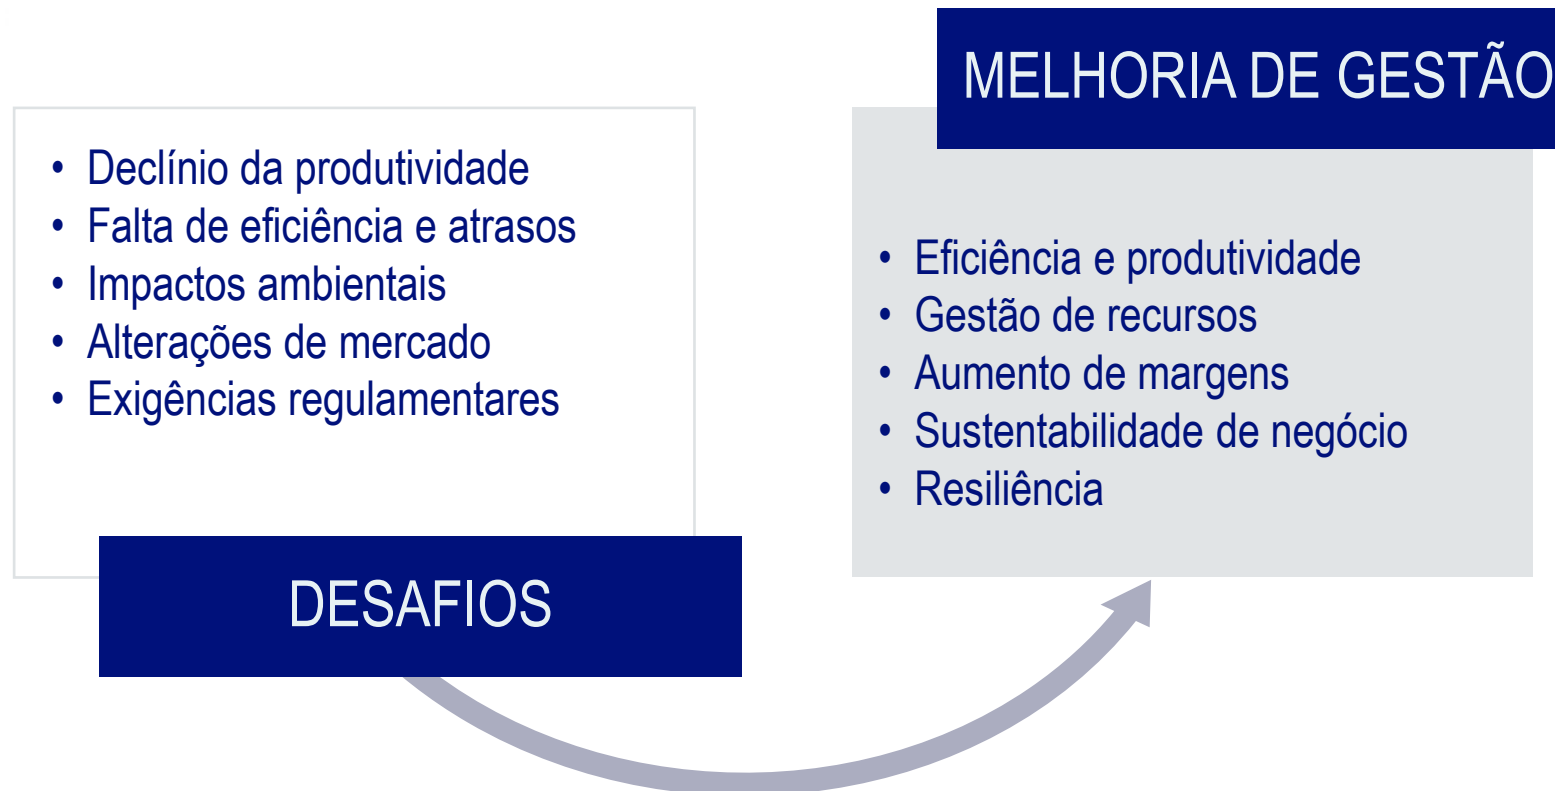 • Declínio da produtividade
• Falta de eficiência e atrasos
• Impactos ambientais
• Alterações de mercado
• Exigências regulamentares
DESAFIOS
MELHORIA DE GESTÃO
• Eficiência e produtividade
• Gestão de recursos
• Aumento de margens
• Sustentabilidade de negócio
• Resiliência